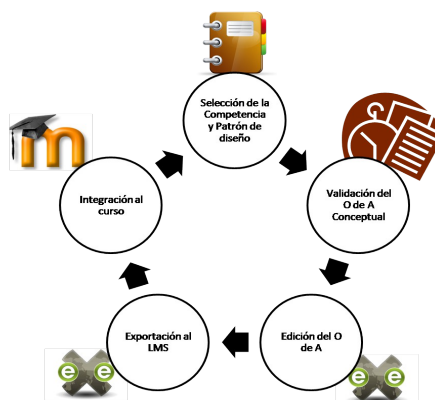 Selección de la
Competencia
y Patrón de
diseño
Validación del
O de A
Conceptual
Edición del O
de A
Exportación al
LMS
Integración al
curso
m
e e
e e